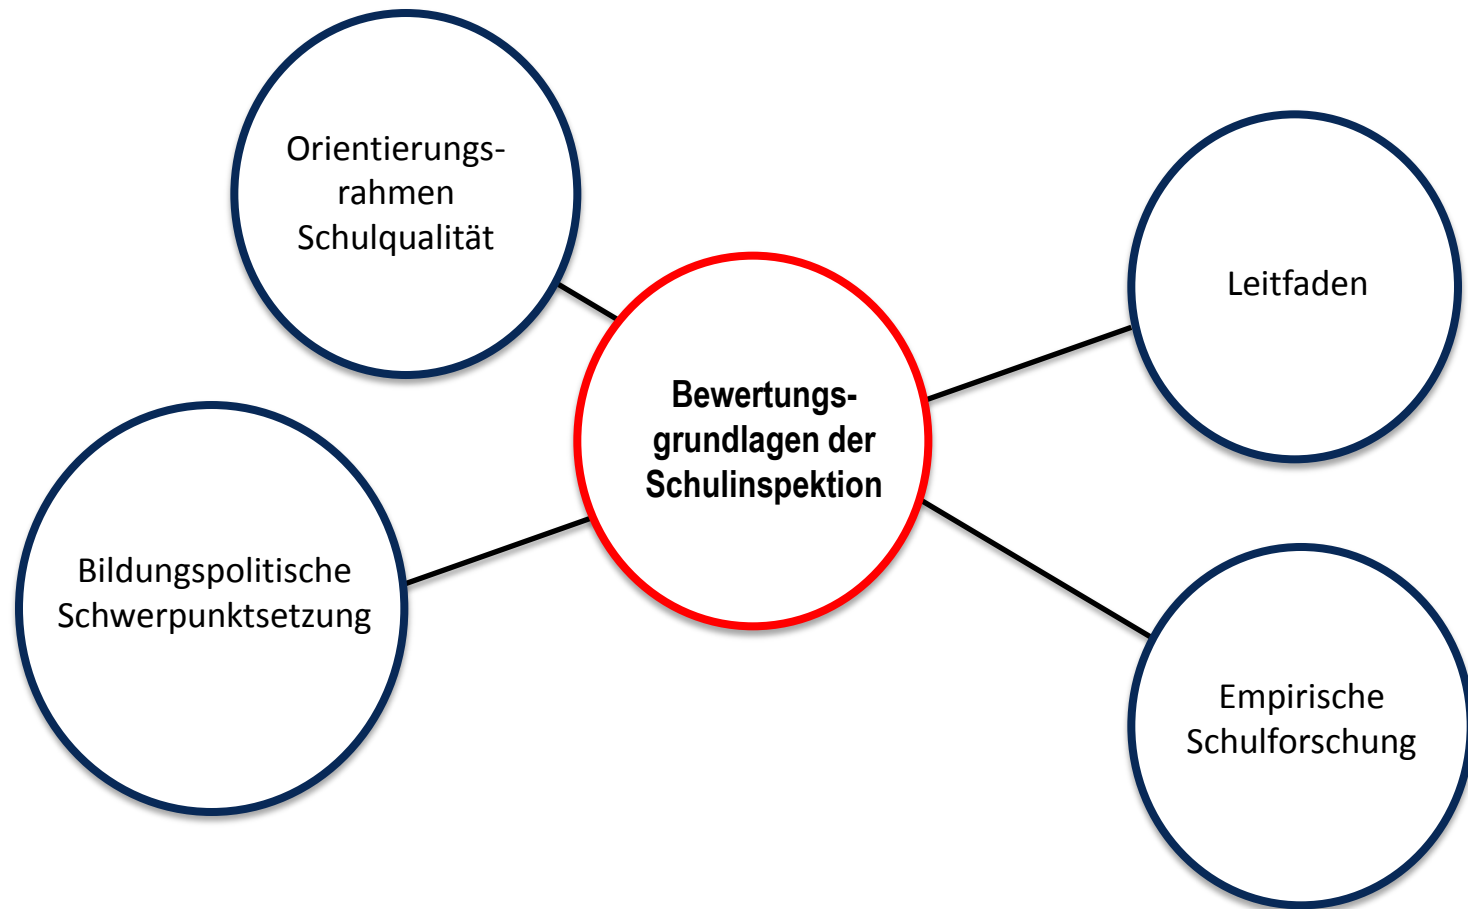 Orientierungs-
rahmen
Schulqualität
Leitfaden
Bewertungs-
grundlagen der
Schulinspektion
Bildungspolitische
Schwerpunktsetzung
Empirische
Schulforschung